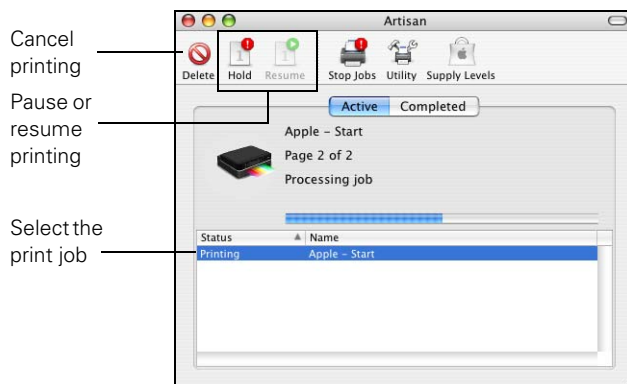 Cancel
printing
Pause or
resume
printing
Select the
print job
Artisan
Delete Hold Resume Stop Jobs Utility Supply Levels
Active Completed
Apple – Start
Page 2 of 2
Processing job
Status Name
Printing Apple – Start